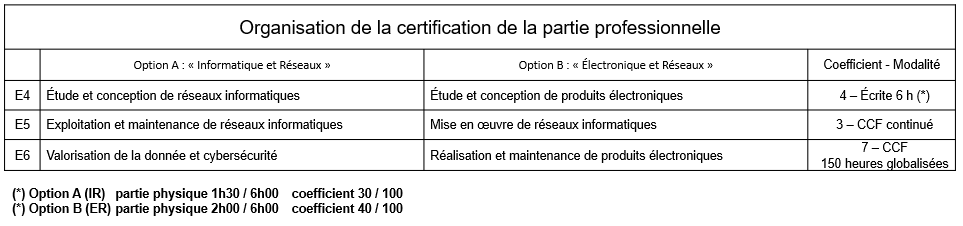 Organisation de la certification de la partie professionnelle
Option A : « Informatique et Réseaux » Option B : « Électronique et Réseaux » Coefficient - Modalité
E4 Étude et conception de réseaux informatiques Étude et conception de produits électroniques 4 – Écrite 6 h (*)
E5 Exploitation et maintenance de réseaux informatiques Mise en œuvre de réseaux informatiques 3 – CCF continué
E6 Valorisation de la donnée et cybersécurité Réalisation et maintenance de produits électroniques 7 – CCF
150 heures globalisées
(*) Option A (IR) partie physique 1h30 / 6h00 coefficient 30 / 100
(*) Option B (ER) partie physique 2h00 / 6h00 coefficient 40 / 100